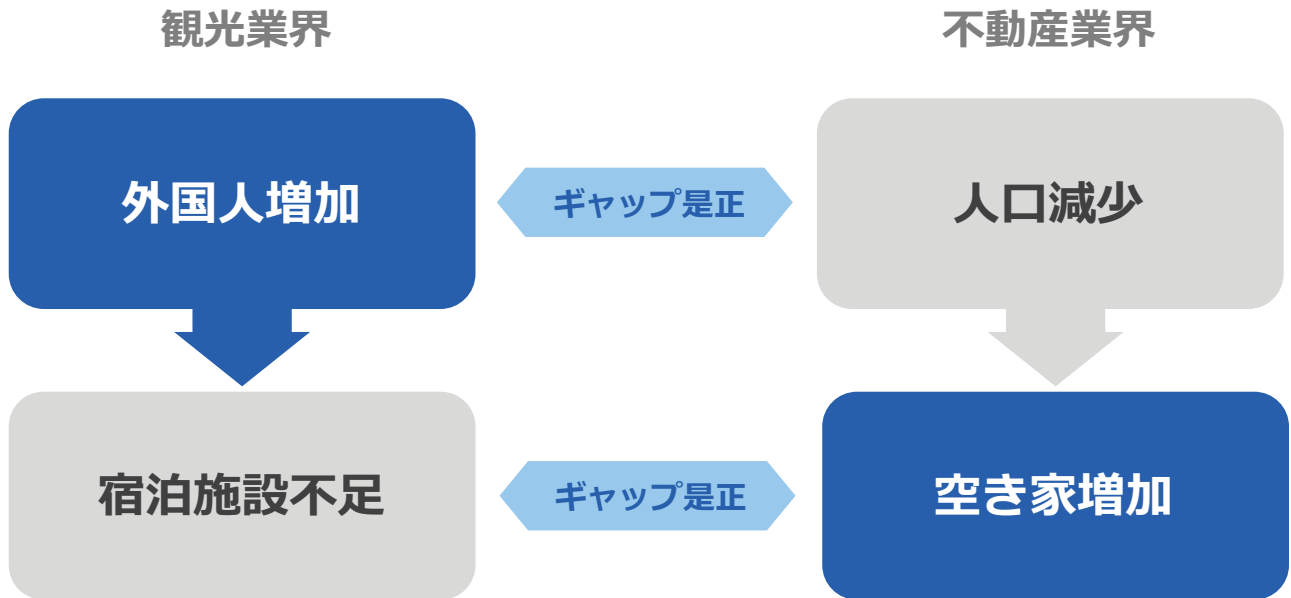 観光業界
不動産業界
外国人増加
ギャップ是正
人口減少
宿泊施設不足
ギャップ是正
空き家増加